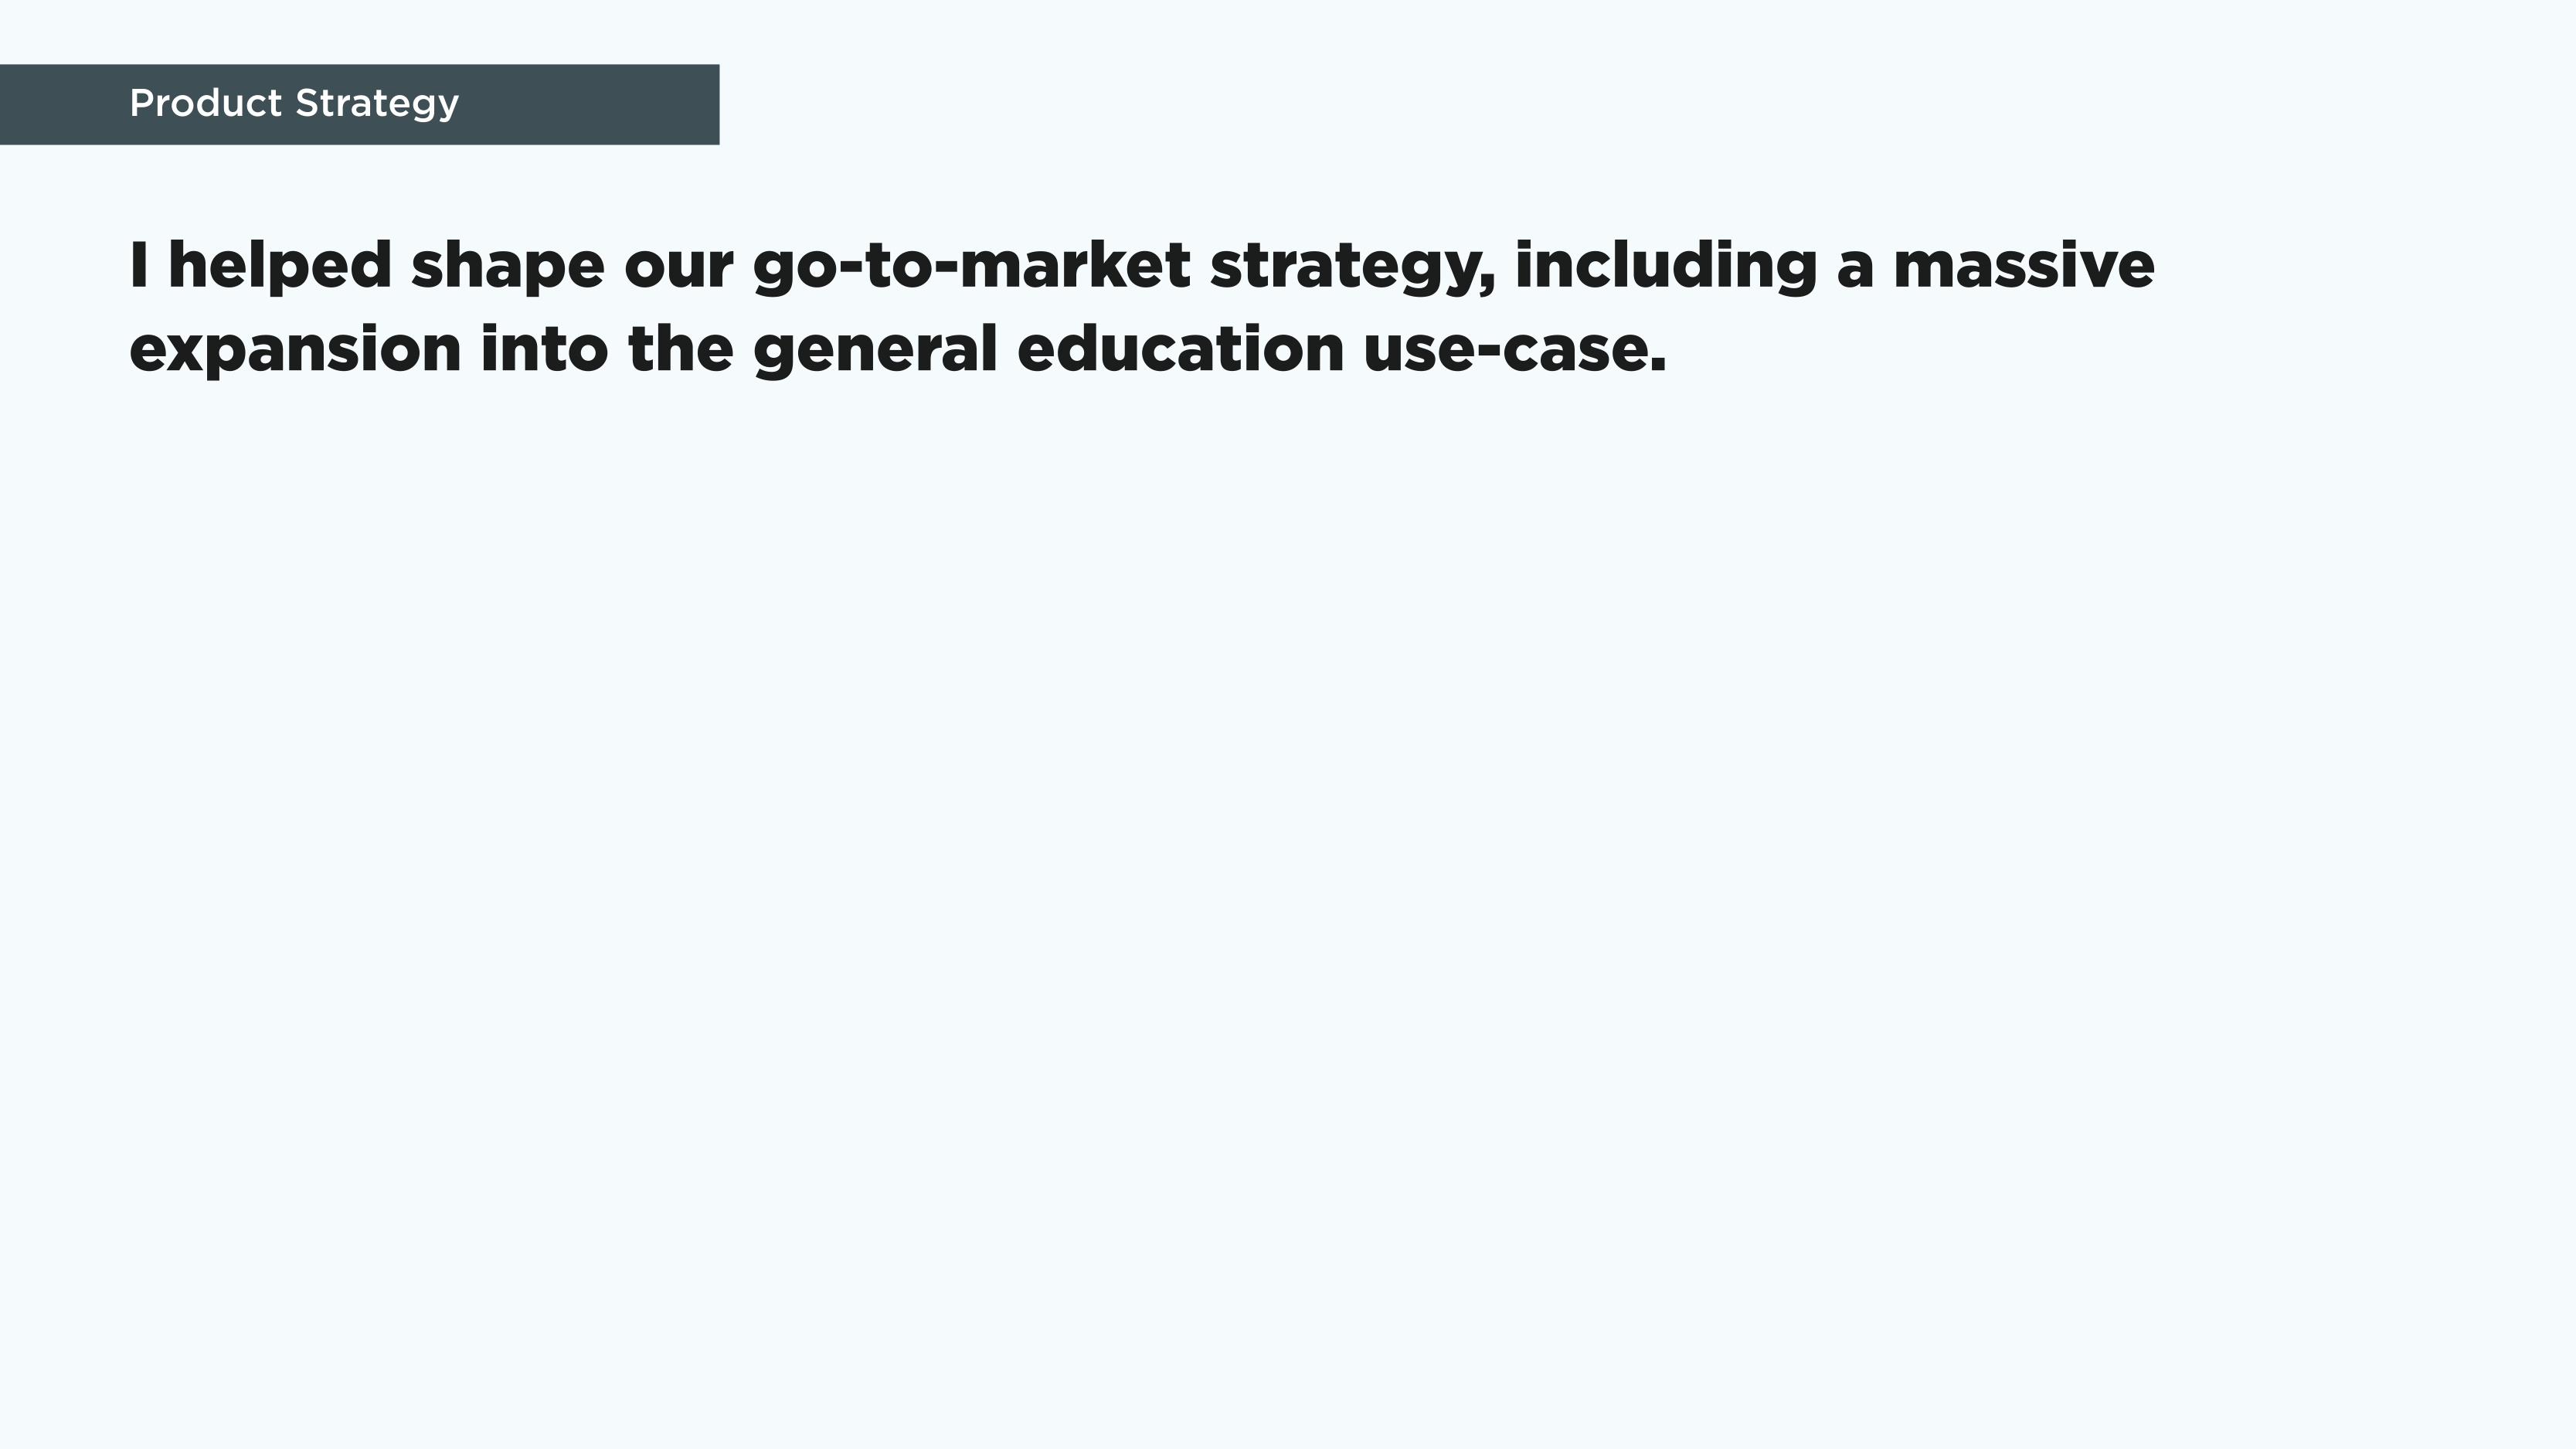 Product Strategy
I helped shape our go-to-market strategy, including a massive
expansion into the general education use-case.